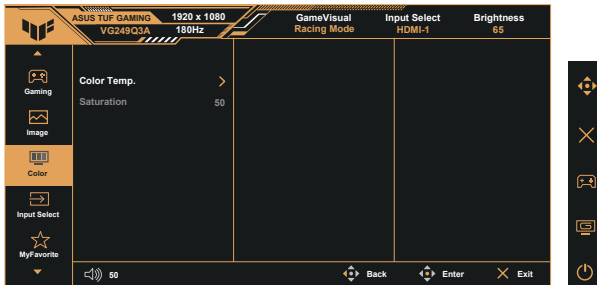 ASUS TUF GAMING 1920 x 1080 GameVisual Input Select Brightness
VG249Q3A 180Hz Racing Mode HDMI-1 65
Gaming
Image
Color
Input Select
MyFavorite
Color Temp.
Saturation 50
50 Back Enter Exit